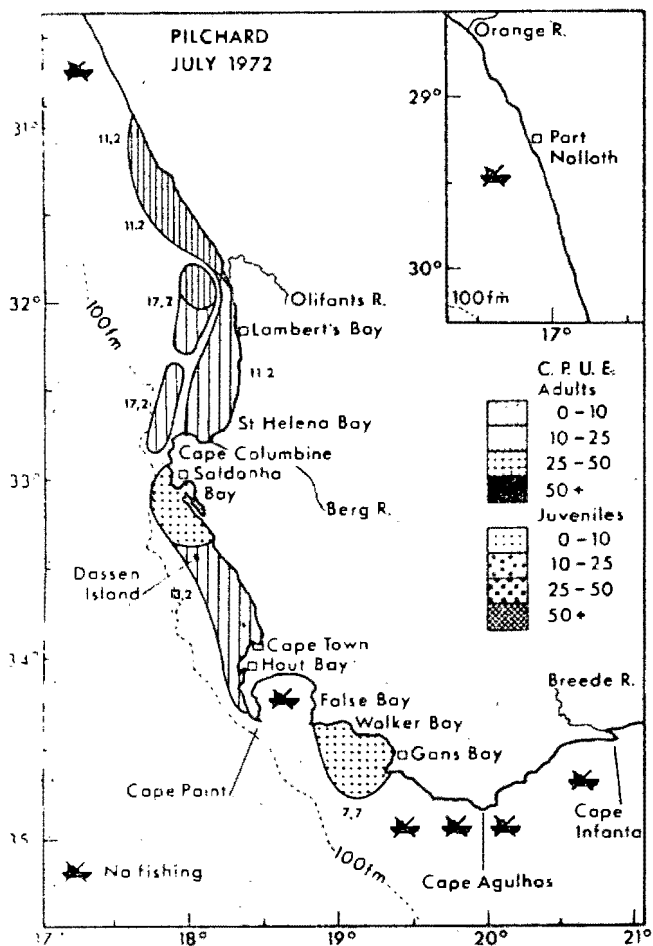 PILCHARD
JULY 1972
Orange R.
29°
Part
Nolloth
30°
100fm
17°
31°
11,2
11,2
32°
17,2
100fm
Olifants R.
Lambert's Bay
11 2
17,2
St Helena Bay
Cape Columbine
Saldanha
Bay
33°
Berg R.
C. P. U. E.
Adults
0-10
10-25
25-50
50+
Juveniles
0-10
10-25
25-50
50+
Dassen
Island
Cape Town
Hout Bay
False Bay
Walker Bay
Gans Bay
Breede R.
Cape Point
7,7
Cape
Infanta
100fm
Cape Agulhas
No fishing
17
18°
19°
20°
21°